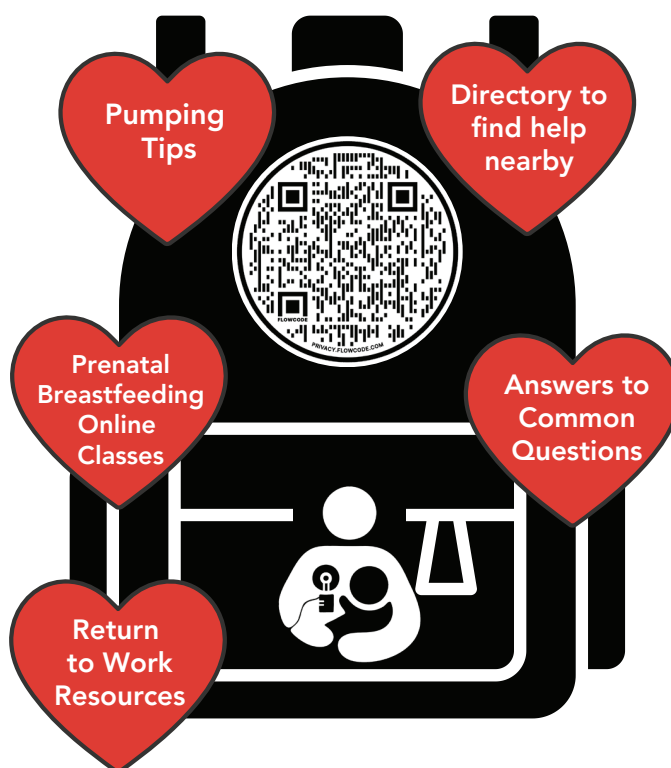 Pumping
Tips
Directory to
find help
nearby
FLOWCODE
PRIVACY.FLOWCODE.COM
Prenatal
Breastfeeding
Online
Classes
Answers to
Common
Questions
Return
to Work
Resources